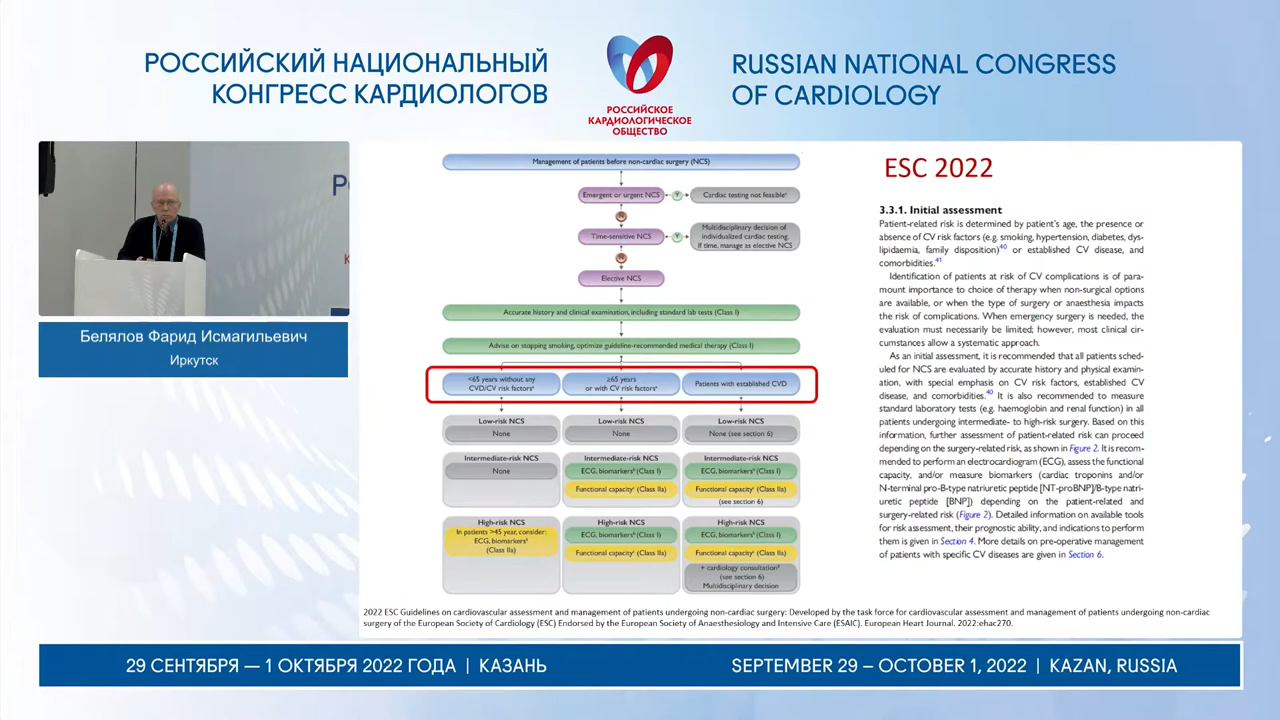 РОССИЙСКИЙ НАЦИОНАЛЬНЫЙ
КОНГРЕСС КАРДИОЛОГОВ
РОССИЙСКОЕ
КАРДИОЛОГИЧЕСКОЕ
ОБЩЕСТВО
RUSSIAN NATIONAL CONGRESS
OF CARDIOLOGY
Белялов Фарид Исмагильевич
Иркутск
Management of patients before non-cardiac surgery (NCS)
Emergent or urgent NCS
Y
Cardiac testing not feasibleᵃ
N
Time-sensitive NCS
Y
Multidisciplinary decision of
individualized cardiac testing.
If time, manage as elective NCS
N
Elective NCS
Accurate history and clinical examination, including standard lab tests (Class I)
Advise on stopping smoking, optimize guideline-recommended medical therapy (Class I)
<65 years without any
CVD/CV risk factorsᵃ
≥65 years
or with CV risk factorsᵃ
Patients with established CVD
Low-risk NCS
None
Low-risk NCS
None
Low-risk NCS
None (see section 6)
Intermediate-risk NCS
None
Intermediate-risk NCS
ECG, biomarkersᵇ (Class I)
Functional capacityᶜ (Class IIa)
Intermediate-risk NCS
ECG, biomarkersᵇ (Class I)
Functional capacityᶜ (Class IIa)
(see section 6)
High-risk NCS
In patients >45 year, consider:
ECG, biomarkersᵇ
(Class IIa)
High-risk NCS
ECG, biomarkersᵇ (Class I)
Functional capacityᶜ (Class IIa)
High-risk NCS
ECG, biomarkersᵇ (Class I)
Functional capacityᶜ (Class IIa)
+ cardiology consultationᵈ
(see section 6)
Multidisciplinary decision
ESC 2022
3.3.1. Initial assessment
Patient-related risk is determined by patient's age, the presence or
absence of CV risk factors (e.g. smoking, hypertension, diabetes, dys-
lipidaemia, family disposition)⁴⁰ or established CV disease, and
comorbidities.⁴¹
Identification of patients at risk of CV complications is of para-
mount importance to choice of therapy when non-surgical options
are available, or when the type of surgery or anaesthesia impacts
the risk of complications. When emergency surgery is needed, the
evaluation must necessarily be limited; however, most clinical cir-
cumstances allow a systematic approach.
As an initial assessment, it is recommended that all patients sched-
uled for NCS are evaluated by accurate history and physical examin-
ation, with special emphasis on CV risk factors, established CV
disease, and comorbidities.⁴⁰ It is also recommended to measure
standard laboratory tests (e.g. haemoglobin and renal function) in all
patients undergoing intermediate- to high-risk surgery. Based on this
information, further assessment of patient-related risk can proceed
depending on the surgery-related risk, as shown in Figure 2. It is recom-
mended to perform an electrocardiogram (ECG), assess the functional
capacity, and/or measure biomarkers (cardiac troponins and/or
N-terminal pro-B-type natriuretic peptide [NT-proBNP]/B-type natri-
uretic peptide [BNP]) depending on the patient-related and
surgery-related risk (Figure 2). Detailed information on available tools
for risk assessment, their prognostic ability, and indications to perform
them is given in Section 4. More details on pre-operative management
of patients with specific CV diseases are given in Section 6.
2022 ESC Guidelines on cardiovascular assessment and management of patients undergoing non-cardiac surgery: Developed by the task force for cardiovascular assessment and management of patients undergoing non-cardiac
surgery of the European Society of Cardiology (ESC) Endorsed by the European Society of Anaesthesiology and Intensive Care (ESAIC). European Heart Journal. 2022:ehac270.
29 СЕНТЯБРЯ — 1 ОКТЯБРЯ 2022 ГОДА | КАЗАНЬ
SEPTEMBER 29 – OCTOBER 1, 2022 | KAZAN, RUSSIA